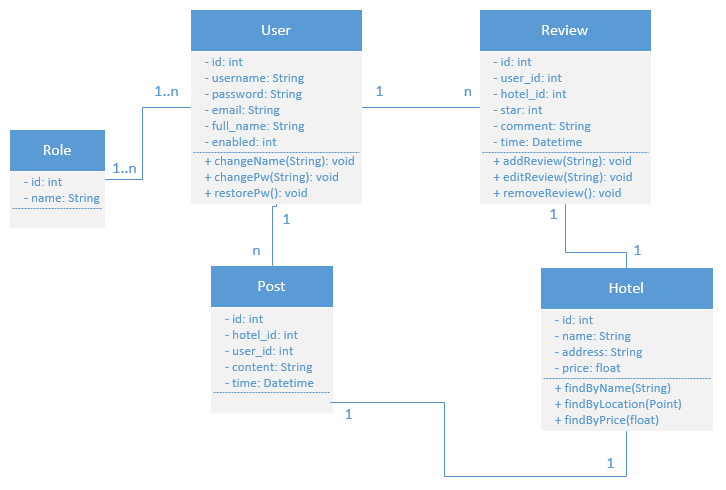 User
- id: int
- username: String
- password: String
- email: String
- full_name: String
- enabled: int
+ changeName(String): void
+ changePw(String): void
+ restorePw(): void
Review
- id: int
- user_id: int
- hotel_id: int
- star: int
- comment: String
- time: Datetime
+ addReview(String): void
+ editReview(String): void
+ removeReview(): void
1..n
1
n
Role
- id: int
- name: String
1..n
1
n
1
1
Post
- id: int
- hotel_id: int
- user_id: int
- content: String
- time: Datetime
Hotel
- id: int
- name: String
- address: String
- price: float
+ findByName(String)
+ findByLocation(Point)
+ findByPrice(float)
1
1